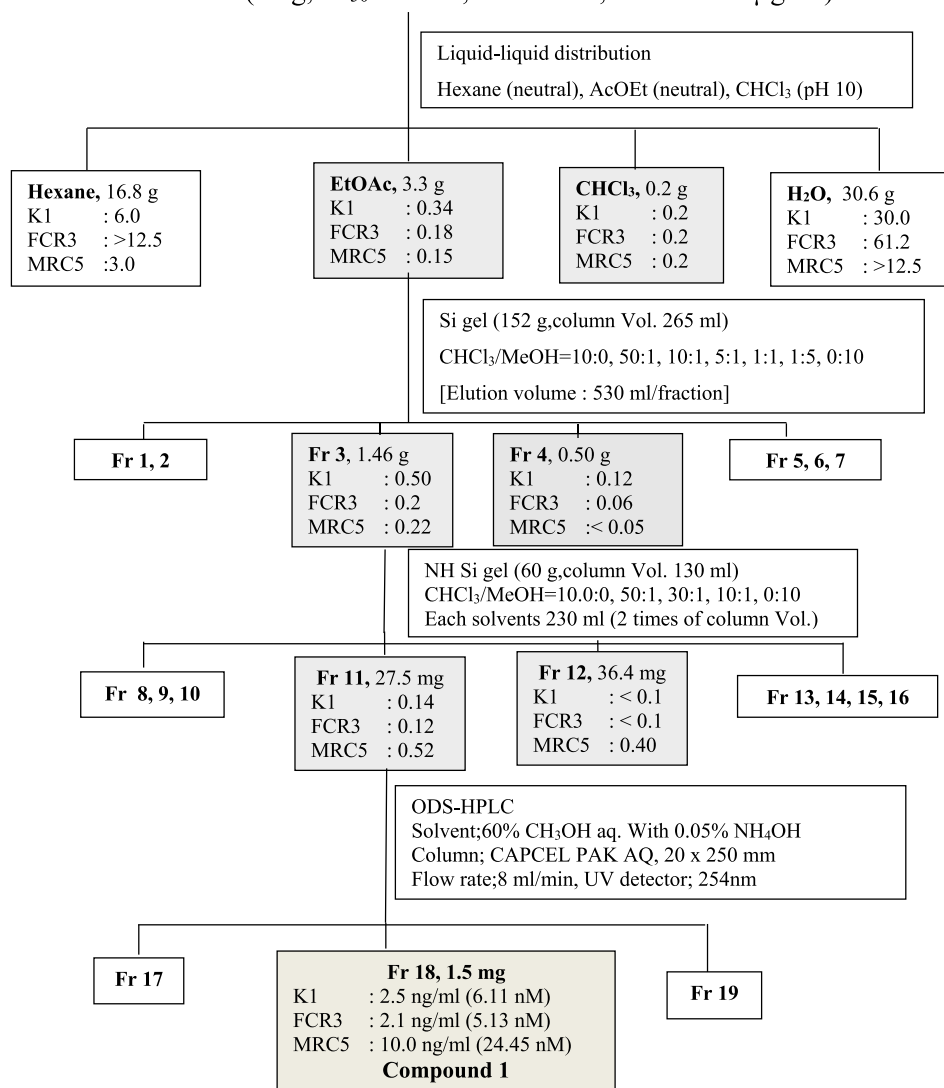 Liquid-liquid distribution
Hexane (neutral), AcOEt (neutral), CHCl₃ (pH 10)
Hexane, 16.8 g
K1 : 6.0
FCR3 : >12.5
MRC5 :3.0
EtOAc, 3.3 g
K1 : 0.34
FCR3 : 0.18
MRC5 : 0.15
CHCl₃, 0.2 g
K1 : 0.2
FCR3 : 0.2
MRC5 : 0.2
H₂O, 30.6 g
K1 : 30.0
FCR3 : 61.2
MRC5 : >12.5
Si gel (152 g,column Vol. 265 ml)
CHCl₃/MeOH=10:0, 50:1, 10:1, 5:1, 1:1, 1:5, 0:10
[Elution volume : 530 ml/fraction]
Fr 1, 2
Fr 3, 1.46 g
K1 : 0.50
FCR3 : 0.2
MRC5 : 0.22
Fr 4, 0.50 g
K1 : 0.12
FCR3 : 0.06
MRC5 :< 0.05
Fr 5, 6, 7
NH Si gel (60 g,column Vol. 130 ml)
CHCl₃/MeOH=10.0:0, 50:1, 30:1, 10:1, 0:10
Each solvents 230 ml (2 times of column Vol.)
Fr 8, 9, 10
Fr 11, 27.5 mg
K1 : 0.14
FCR3 : 0.12
MRC5 : 0.52
Fr 12, 36.4 mg
K1 : < 0.1
FCR3 : < 0.1
MRC5 : 0.40
Fr 13, 14, 15, 16
ODS-HPLC
Solvent;60% CH₃OH aq. With 0.05% NH₄OH
Column; CAPCEL PAK AQ, 20 x 250 mm
Flow rate;8 ml/min, UV detector; 254nm
Fr 17
Fr 18, 1.5 mg
K1 : 2.5 ng/ml (6.11 nM)
FCR3 : 2.1 ng/ml (5.13 nM)
MRC5 : 10.0 ng/ml (24.45 nM)
Compound 1
Fr 19